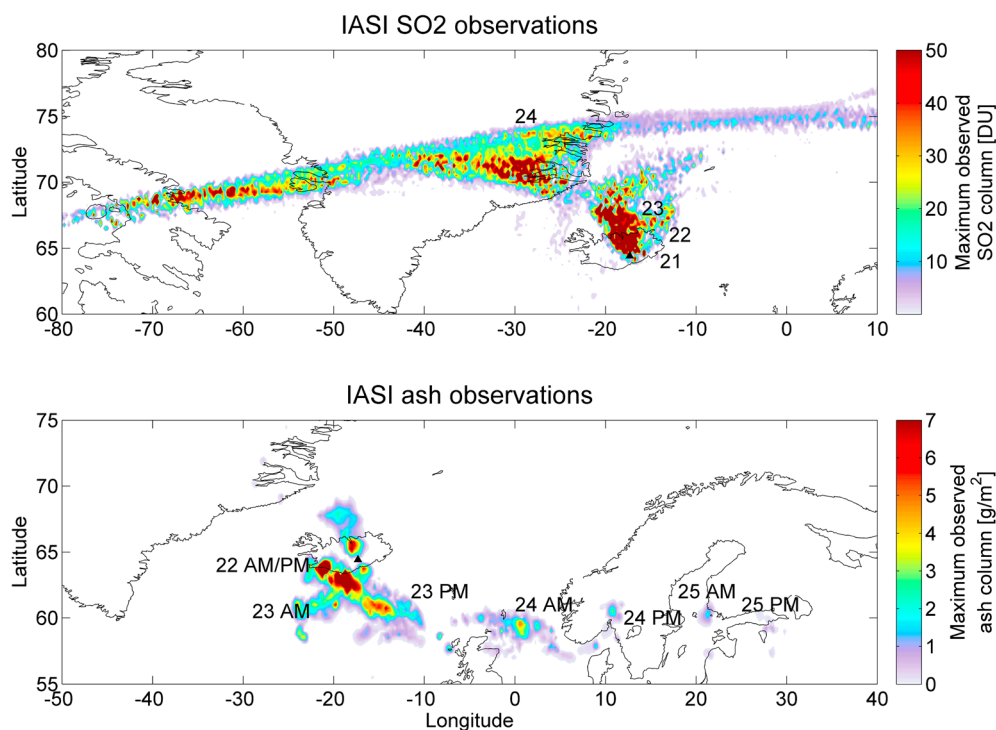 IASI SO2 observations
80
75
70
65
60
Latitude
24
23
22
21
-80 -70 -60 -50 -40 -30 -20 -10 0 10
50
40
30
20
10
Maximum observed
SO2 column [DU]
IASI ash observations
75
70
65
60
55
Latitude
22 AM/PM
23 AM
23 PM
24 AM
24 PM
25 AM
25 PM
-50 -40 -30 -20 -10 0 10 20 30 40
Longitude
7
6
5
4
3
2
1
0
Maximum observed
ash column [g/m²]